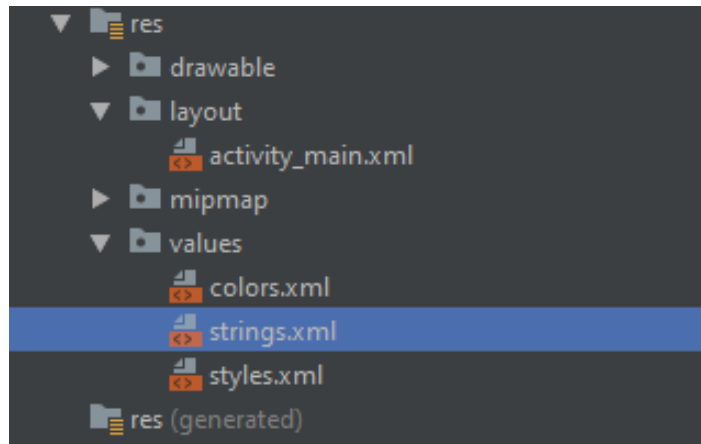 res
drawable
layout
activity_main.xml
mipmap
values
colors.xml
strings.xml
styles.xml
res (generated)